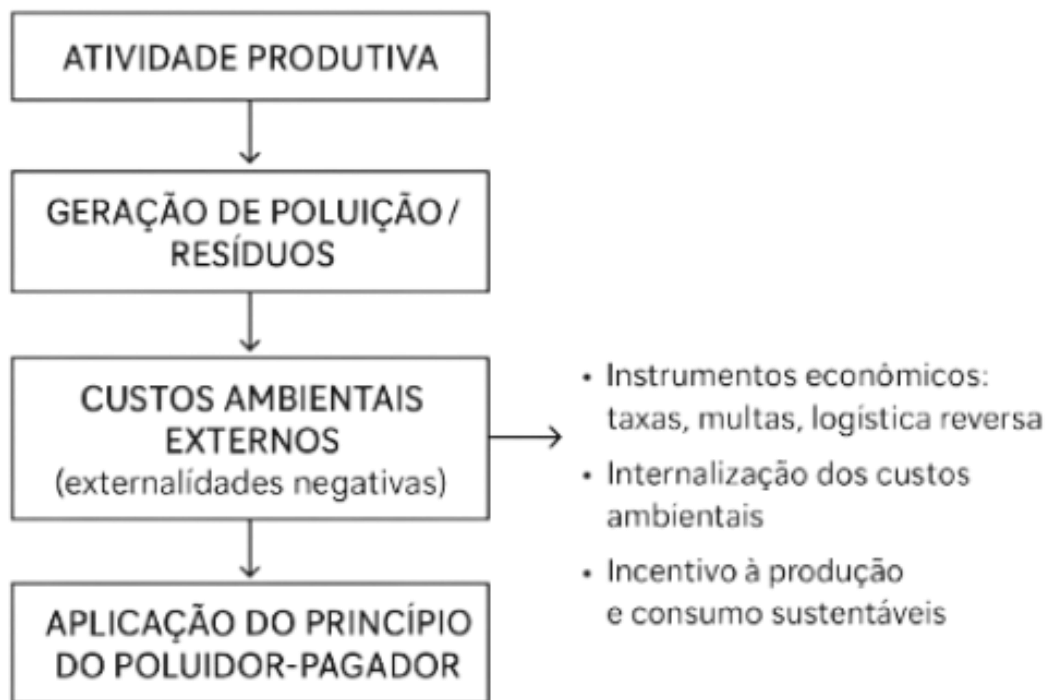 ATIVIDADE PRODUTIVA
GERAÇÃO DE POLUIÇÃO /
RESÍDUOS
CUSTOS AMBIENTAIS
EXTERNOS
(externalidades negativas)
APLICAÇÃO DO PRINCÍPIO
DO POLUIDOR-PAGADOR
• Instrumentos econômicos:
taxas, multas, logística reversa
• Internalização dos custos
ambientais
• Incentivo à produção
e consumo sustentáveis